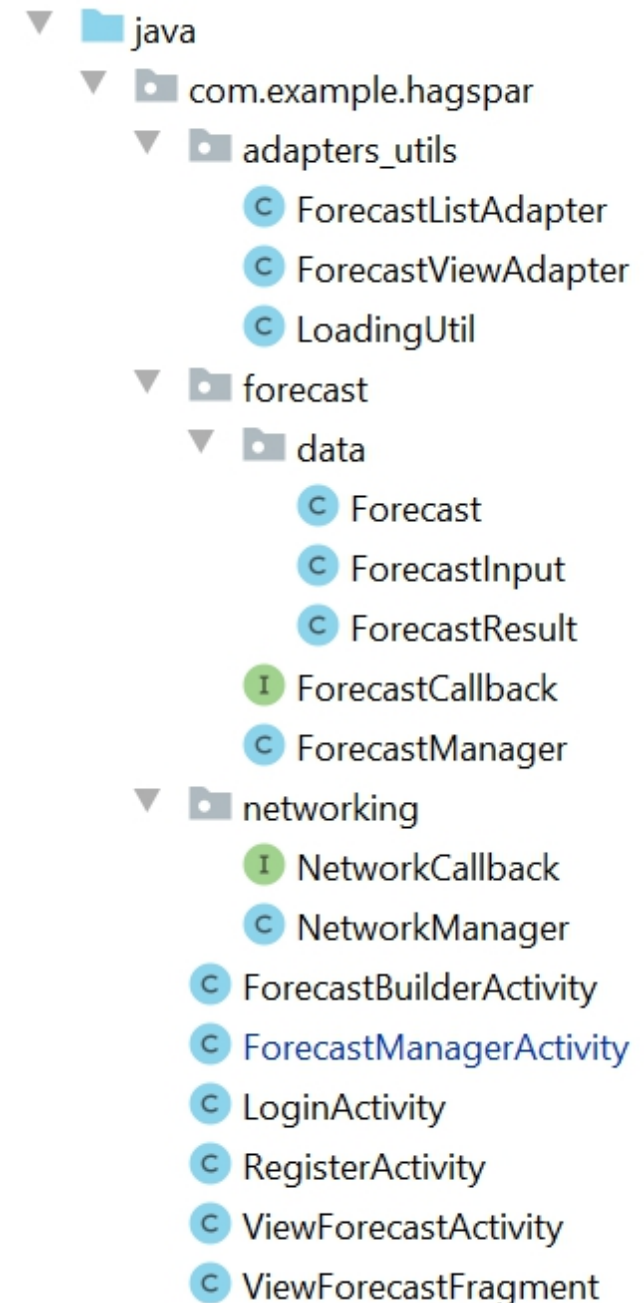 java
com.example.hagspar
adapters_utils
C ForecastListAdapter
C ForecastViewAdapter
C LoadingUtil
forecast
data
C Forecast
C ForecastInput
C ForecastResult
I ForecastCallback
C ForecastManager
networking
I NetworkCallback
C NetworkManager
C ForecastBuilderActivity
C ForecastManagerActivity
C LoginActivity
C RegisterActivity
C ViewForecastActivity
C ViewForecastFragment